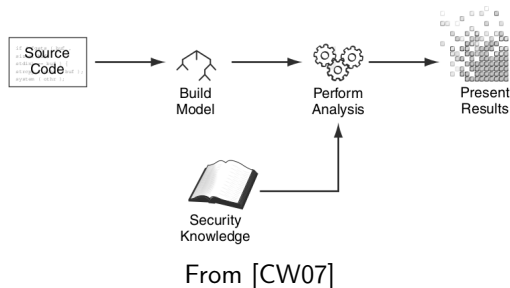 Source
Code
Build
Model
Perform
Analysis
Present
Results
Security
Knowledge
From [CW07]